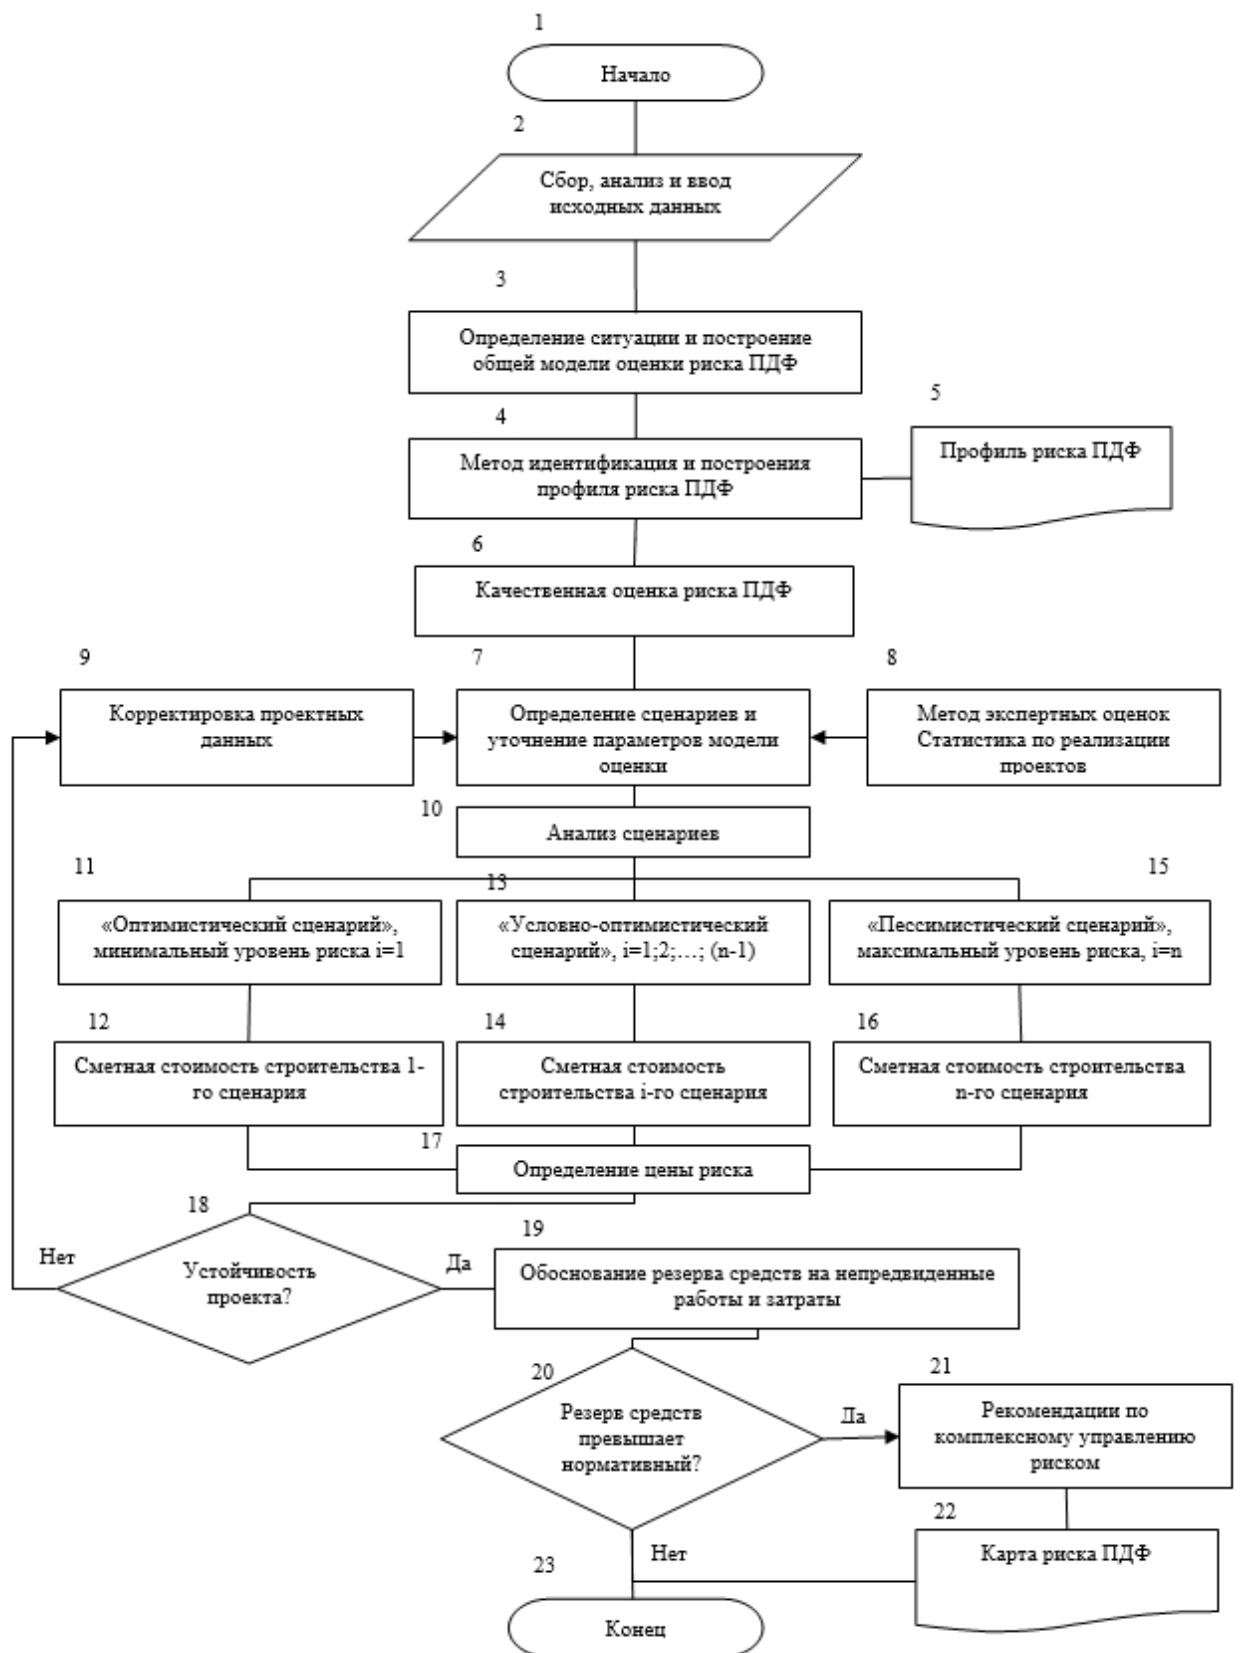 1
Начало
2
Сбор, анализ и ввод
исходных данных
3
Определение ситуации и построение
общей модели оценки риска ПДФ
4
Метод идентификация и построения
профиля риска ПДФ
5
Профиль риска ПДФ
6
Качественная оценка риска ПДФ
9
Корректировка проектных
данных
7
Определение сценариев и
уточнение параметров модели
оценки
8
Метод экспертных оценок
Статистика по реализации
проектов
10
Анализ сценариев
11
«Оптимистический сценарий»,
минимальный уровень риска i=1
13
«Условно-оптимистический
сценарий», i=1;2;…; (n-1)
15
«Пессимистический сценарий»,
максимальный уровень риска, i=n
12
Сметная стоимость строительства 1-
го сценария
14
Сметная стоимость
строительства i-го сценария
16
Сметная стоимость строительства
n-го сценария
17
Определение цены риска
18
Нет
Устойчивость
проекта?
Да
19
Обоснование резерва средств на непредвиденные
работы и затраты
20
Резерв средств
превышает
нормативный?
Да
21
Рекомендации по
комплексному управлению
риском
22
Карта риска ПДФ
Нет
23
Конец